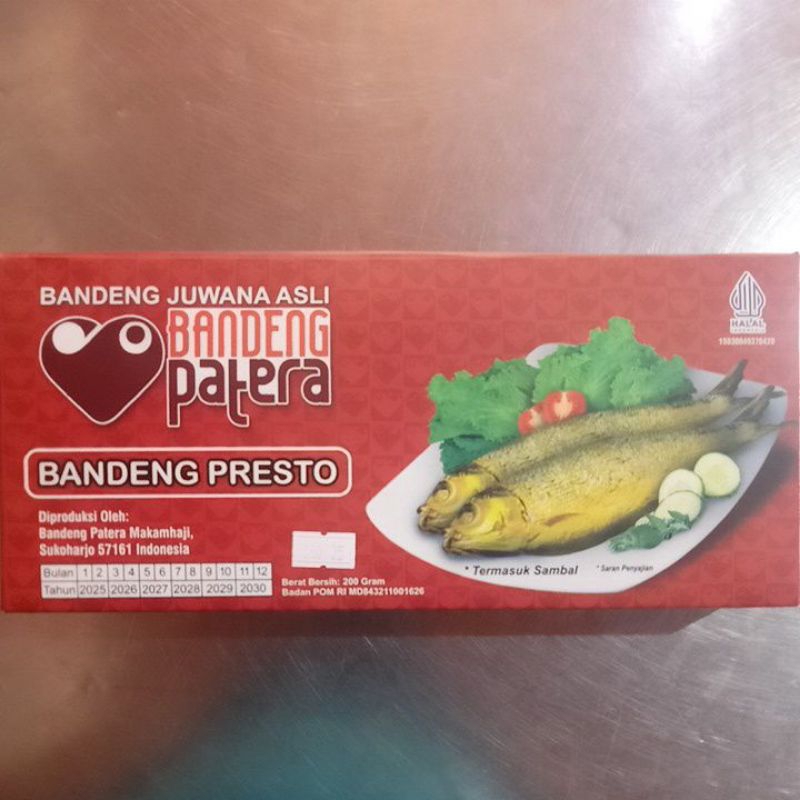 BANDENG JUWANA ASLI
BANDENG
patera
BANDENG PRESTO
Diproduksi Oleh:
Bandeng Patera Makamhaji,
Sukoharjo 57161 Indonesia
Bulan 1 2 3 4 5 6 7 8 9 10 11 12
Tahun 2025 2026 2027 2028 2029 2030
Berat Bersih: 200 Gram
Badan POM RI MD843211001626
* Termasuk Sambal
* Saran Penyajian
HALAL
INDONESIA